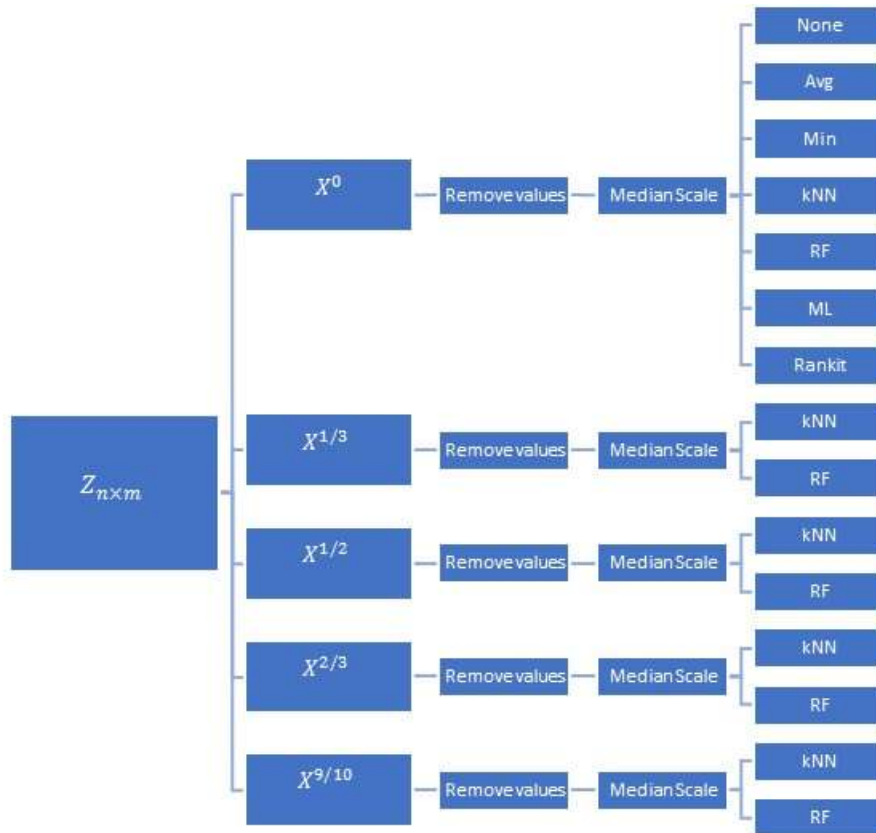 None
Avg
Min
X^0
Remove values
Median Scale
kNN
RF
ML
Rankit
X^{1/3}
Remove values
Median Scale
kNN
RF
Z_{n×m}
X^{1/2}
Remove values
Median Scale
kNN
RF
X^{2/3}
Remove values
Median Scale
kNN
RF
X^{9/10}
Remove values
Median Scale
kNN
RF